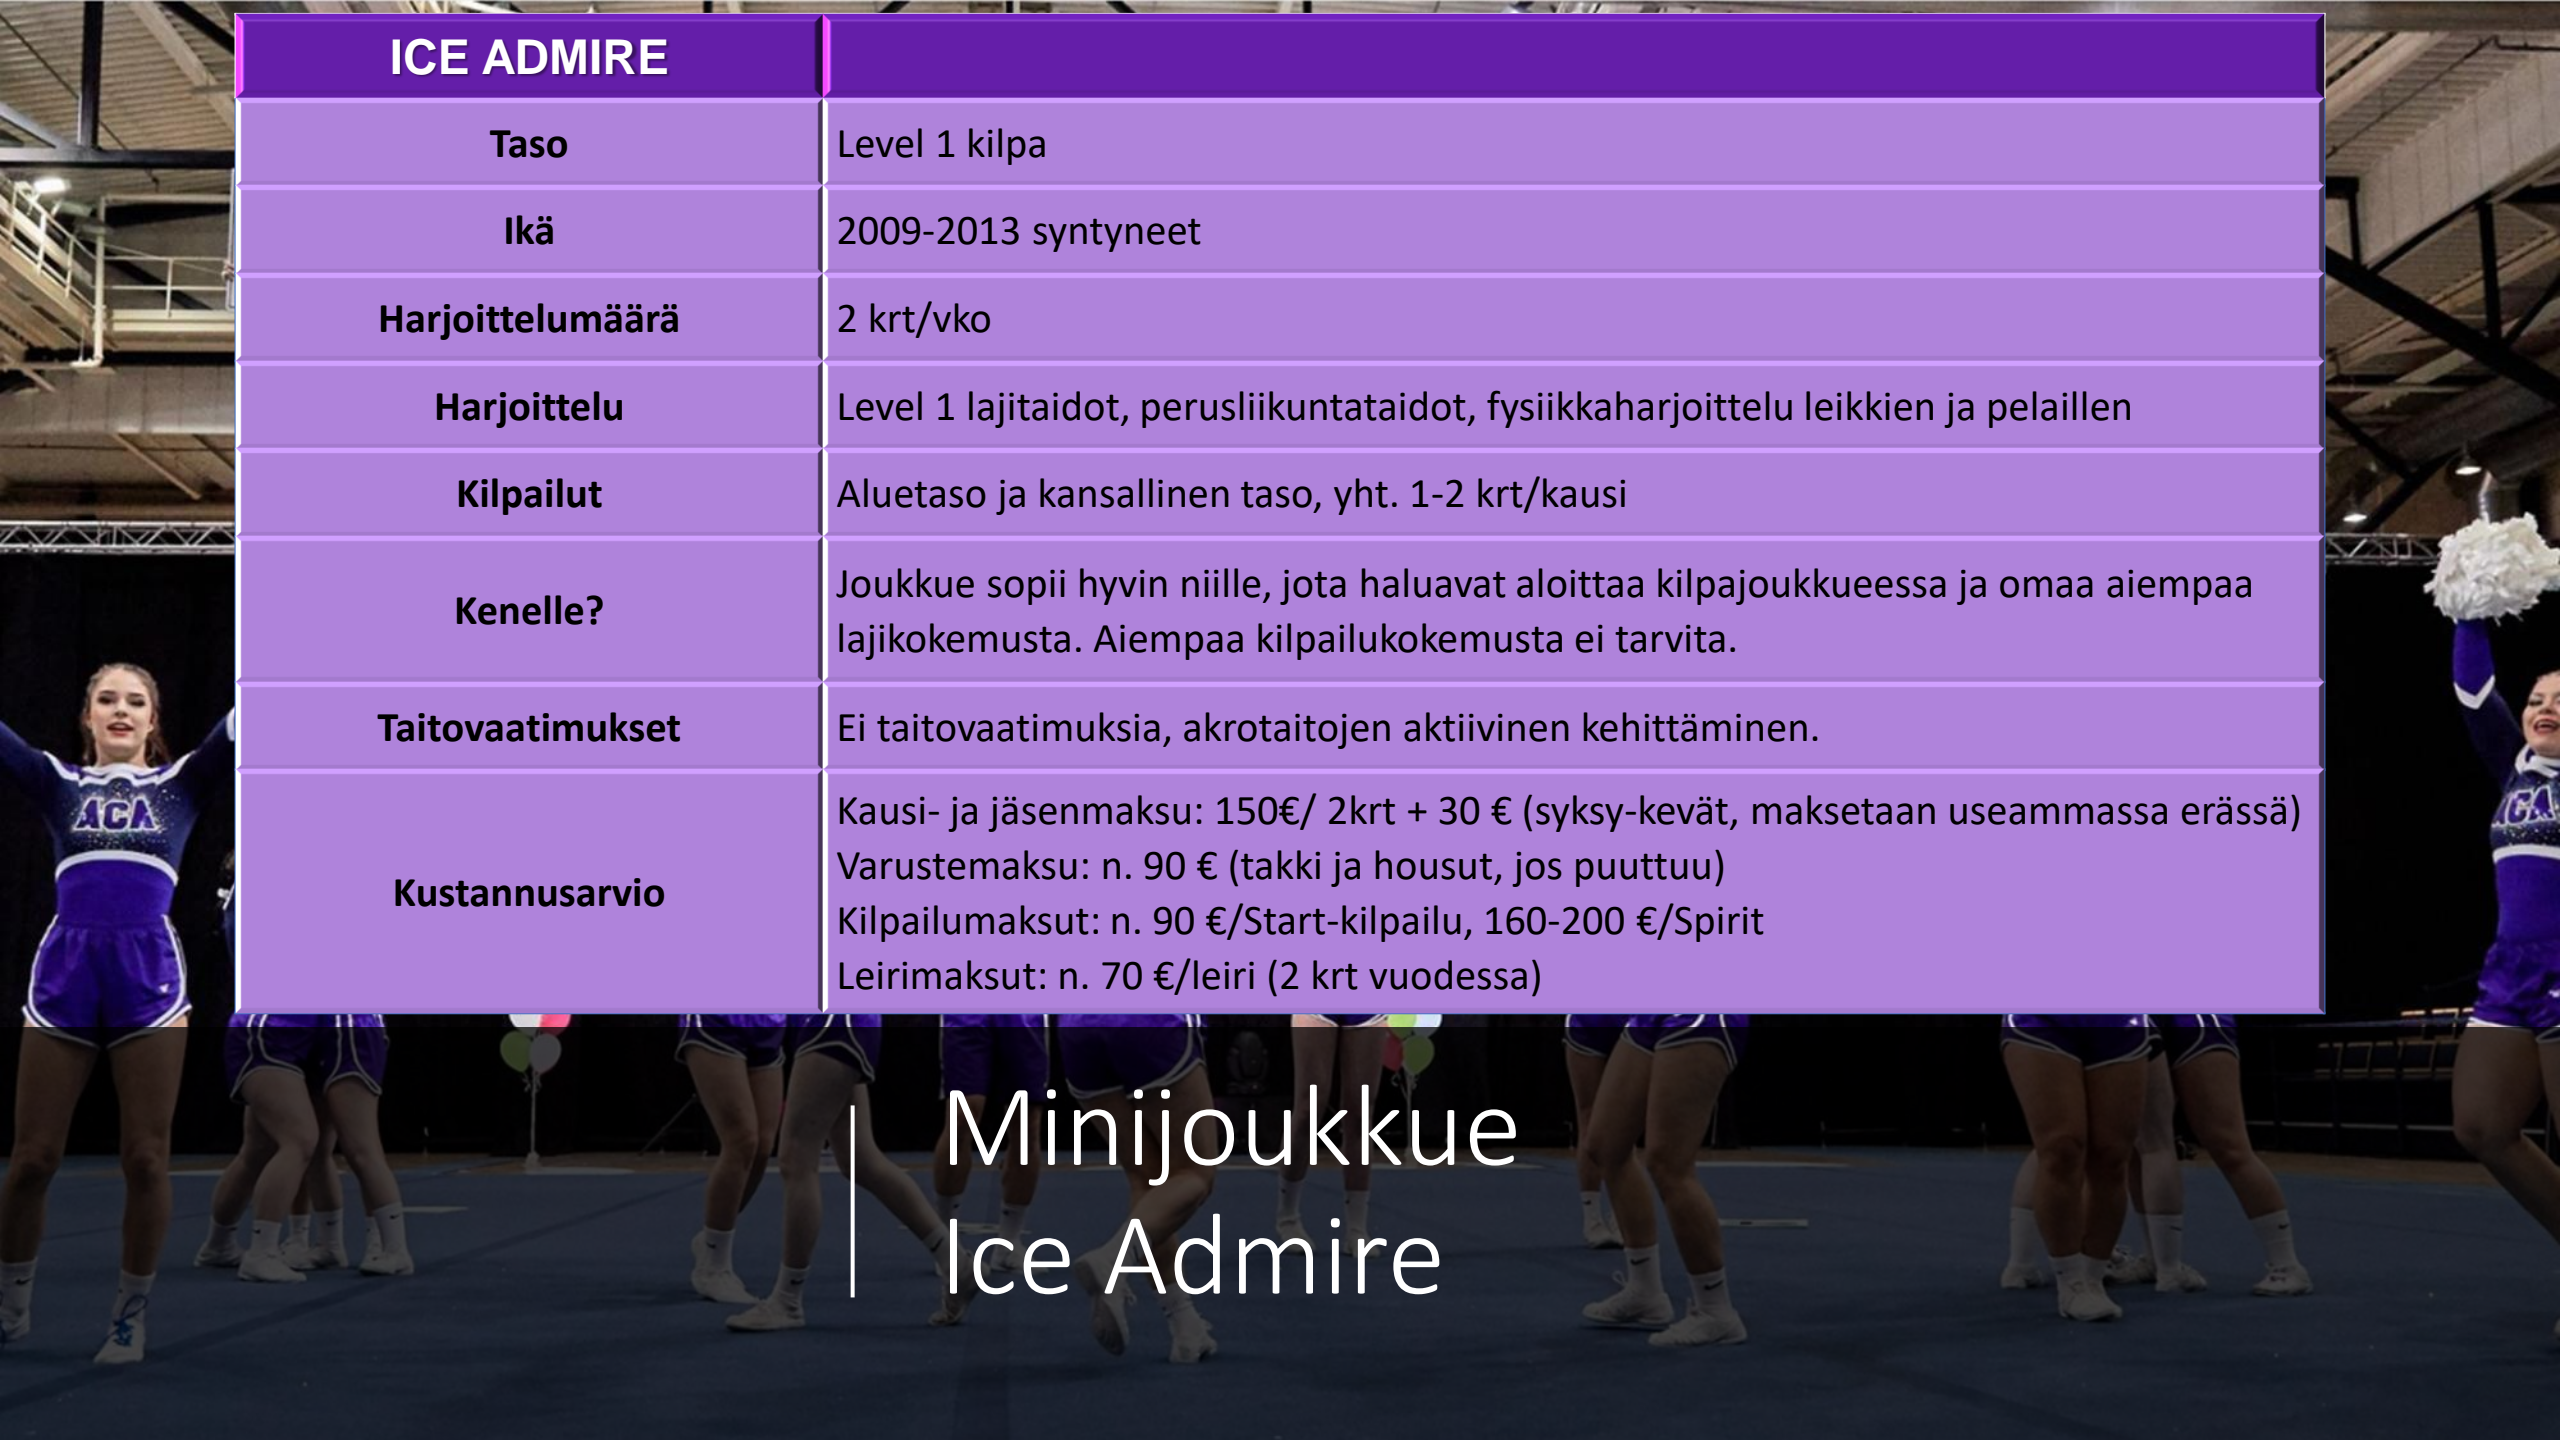 ICE ADMIRE
Taso
Level 1 kilpa
Ikä
2009-2013 syntyneet
Harjoittelumäärä
2 krt/vko
Harjoittelu
Level 1 lajitaidot, perusliikuntataidot, fysiikkaharjoittelu leikkien ja pelaillen
Kilpailut
Aluetaso ja kansallinen taso, yht. 1-2 krt/kausi
Kenelle?
Joukkue sopii hyvin niille, jota haluavat aloittaa kilpajoukkueessa ja omaa aiempaa
lajikokemusta. Aiempaa kilpailukokemusta ei tarvita.
Taitovaatimukset
Ei taitovaatimuksia, akrotaitojen aktiivinen kehittäminen.
Kustannusarvio
Kausi- ja jäsenmaksu: 150€/ 2krt + 30 € (syksy-kevät, maksetaan useammassa erässä)
Varustemaksu: n. 90 € (takki ja housut, jos puuttuu)
Kilpailumaksut: n. 90 €/Start-kilpailu, 160-200 €/Spirit
Leirimaksut: n. 70 €/leiri (2 krt vuodessa)
ACA
ACA
Minijoukkue
Ice Admire